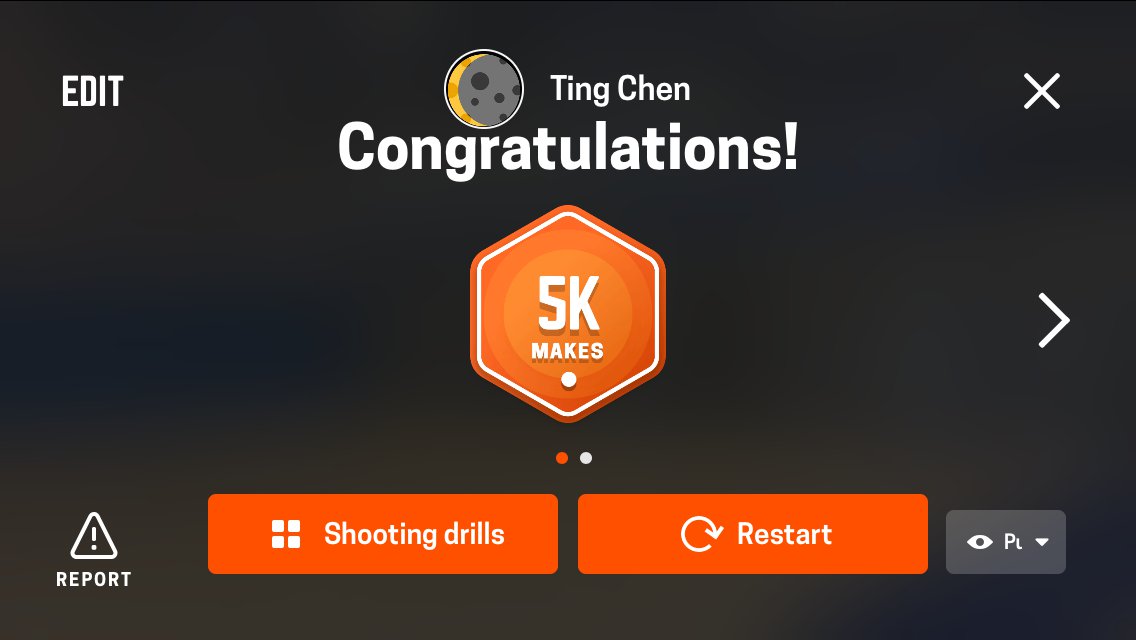 EDIT
Ting Chen
Congratulations!
5K
MAKES
Shooting drills
Restart
REPORT